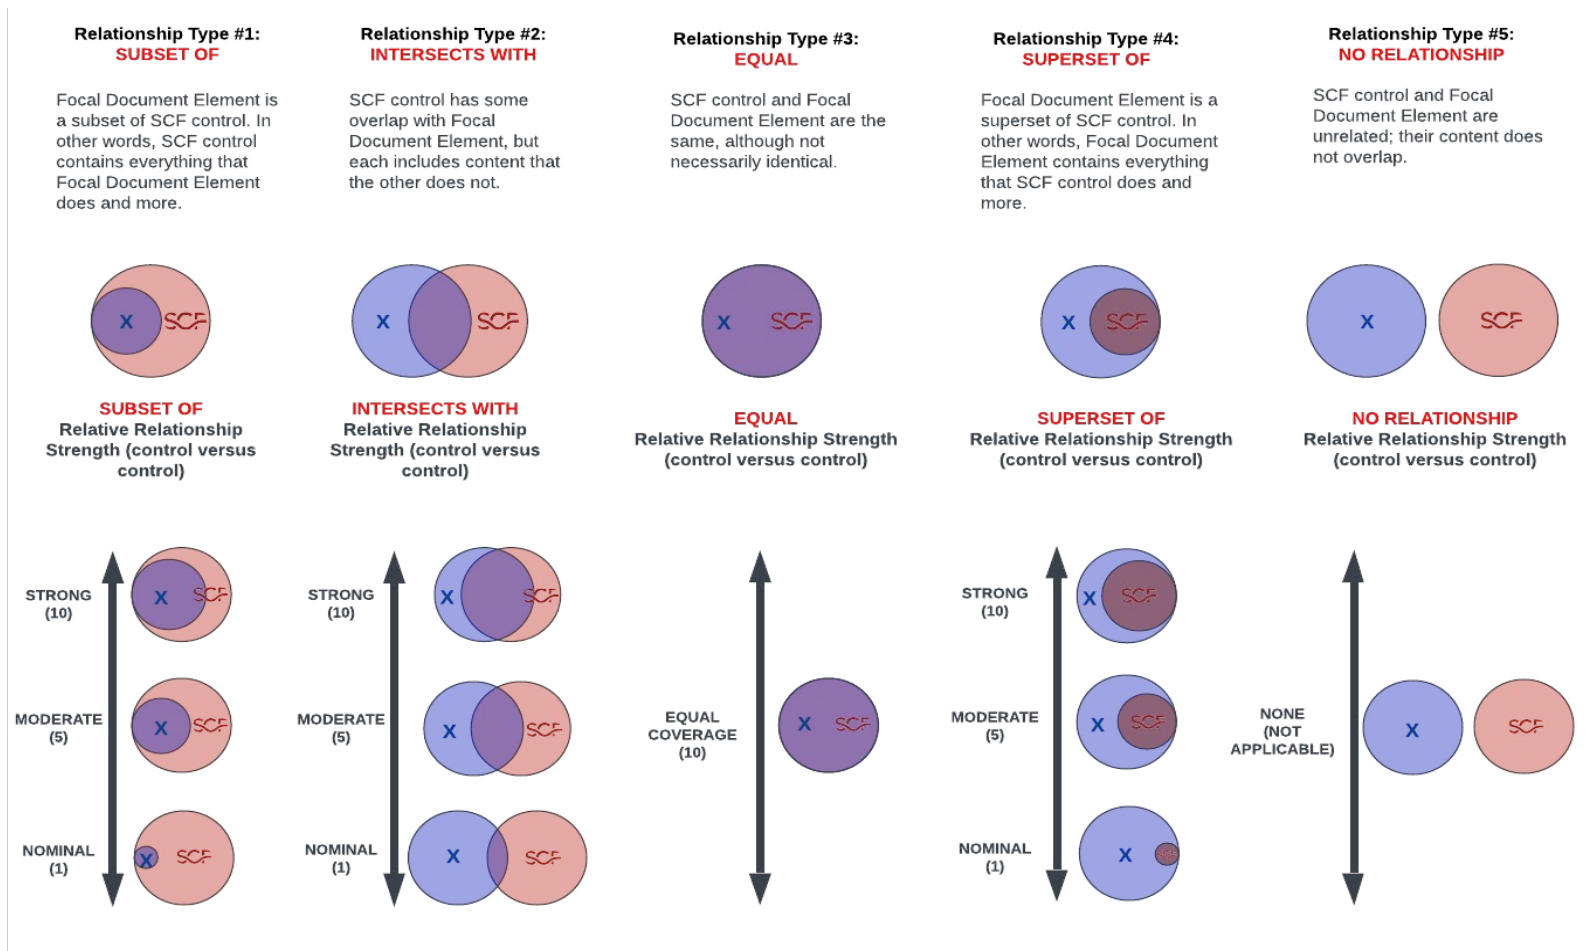 Relationship Type #1:
SUBSET OF
Focal Document Element is
a subset of SCF control. In
other words, SCF control
contains everything that
Focal Document Element
does and more.
X
SCF
SUBSET OF
Relative Relationship
Strength (control versus
control)
STRONG
(10)
X
SCF
MODERATE
(5)
X
SCF
NOMINAL
(1)
X
SCF
Relationship Type #2:
INTERSECTS WITH
SCF control has some
overlap with Focal
Document Element, but
each includes content that
the other does not.
X
SCF
INTERSECTS WITH
Relative Relationship
Strength (control versus
control)
STRONG
(10)
X
SCF
MODERATE
(5)
X
SCF
NOMINAL
(1)
X
SCF
Relationship Type #3:
EQUAL
SCF control and Focal
Document Element are the
same, although not
necessarily identical.
X
SCF
EQUAL
Relative Relationship Strength
(control versus control)
EQUAL
COVERAGE
(10)
X
SCF
Relationship Type #4:
SUPERSET OF
Focal Document Element is a
superset of SCF control. In
other words, Focal Document
Element contains everything
that SCF control does and
more.
X
SCF
SUPERSET OF
Relative Relationship Strength
(control versus control)
STRONG
(10)
X
SCF
MODERATE
(5)
X
SCF
NOMINAL
(1)
X
SCF
Relationship Type #5:
NO RELATIONSHIP
SCF control and Focal
Document Element are
unrelated; their content does
not overlap.
X
SCF
NO RELATIONSHIP
Relative Relationship Strength
(control versus control)
NONE
(NOT
APPLICABLE)
X
SCF